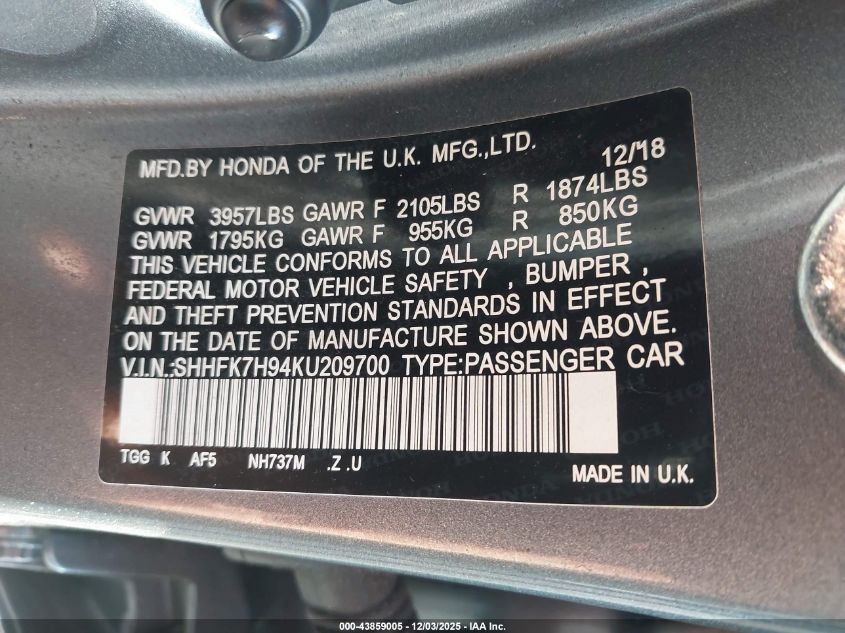 MFD.BY HONDA OF THE U.K. MFG.,LTD. 12/18
GVWR 3957LBS GAWR F 2105LBS R 1874LBS
GVWR 1795KG GAWR F 955KG R 850KG
THIS VEHICLE CONFORMS TO ALL APPLICABLE
FEDERAL MOTOR VEHICLE SAFETY , BUMPER ,
AND THEFT PREVENTION STANDARDS IN EFFECT
ON THE DATE OF MANUFACTURE SHOWN ABOVE.
V.I.N.:SHHFK7H94KU209700 TYPE:PASSENGER CAR
TGG K AF5 NH737M .Z .U
MADE IN U.K.
000-43859005 - 12/03/2025 - IAA Inc.